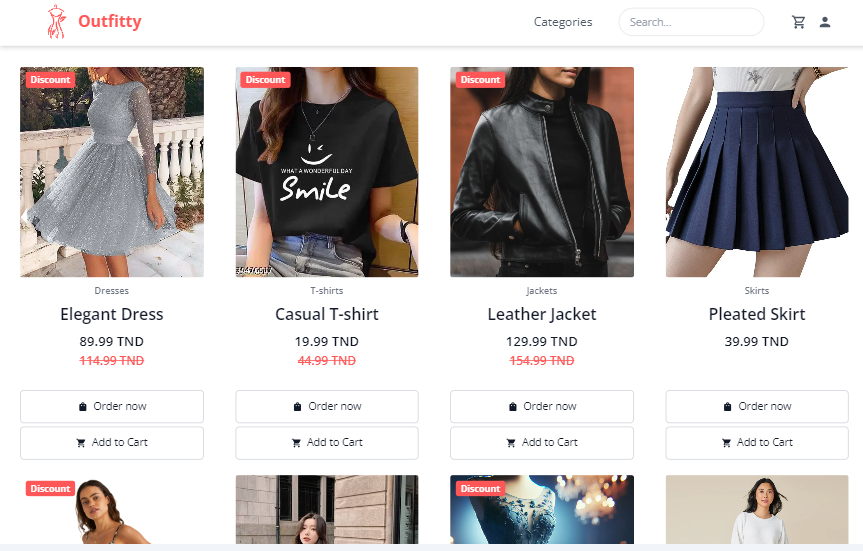 Outfitty
Categories
Search...
Discount
Discount
Discount
WHAT A WONDERFUL DAY
Smile
Dresses
T-shirts
Jackets
Skirts
Elegant Dress
Casual T-shirt
Leather Jacket
Pleated Skirt
89.99 TND
19.99 TND
129.99 TND
39.99 TND
114.99 TND
44.99 TND
154.99 TND
Order now
Order now
Order now
Order now
Add to Cart
Add to Cart
Add to Cart
Add to Cart
Discount
Discount